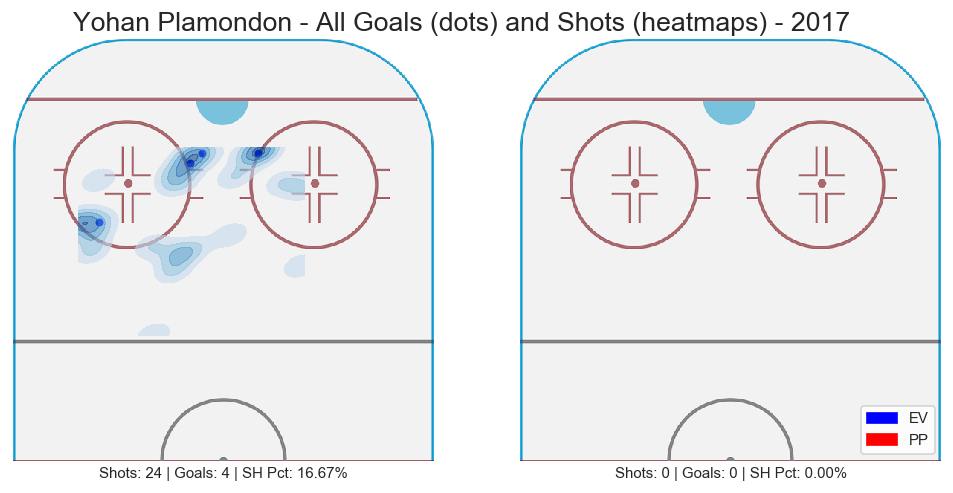 Yohan Plamondon - All Goals (dots) and Shots (heatmaps) - 2017
EV
PP
Shots: 24 | Goals: 4 | SH Pct: 16.67%
Shots: 0 | Goals: 0 | SH Pct: 0.00%